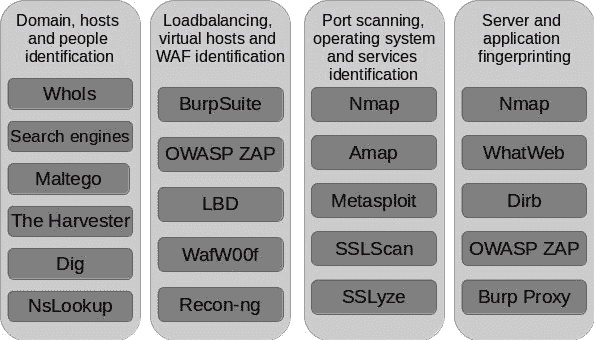 Domain, hosts
and people
identification
WhoIs
Search engines
Maltego
The Harvester
Dig
NsLookup
Loadbalancing,
virtual hosts and
WAF identification
BurpSuite
OWASP ZAP
LBD
WafW00f
Recon-ng
Port scanning,
operating system
and services
identification
Nmap
Amap
Metasploit
SSLScan
SSLyze
Server and
application
fingerprinting
Nmap
WhatWeb
Dirb
OWASP ZAP
Burp Proxy